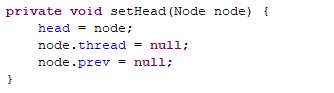 private void setHead(Node node) {
    head = node;
    node.thread = null;
    node.prev = null;
}